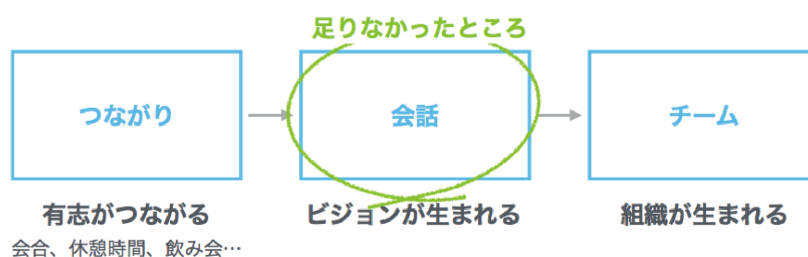 足りなかったところ
つながり
会話
チーム
有志がつながる
ビジョンが生まれる
組織が生まれる
会合、休憩時間、飲み会…